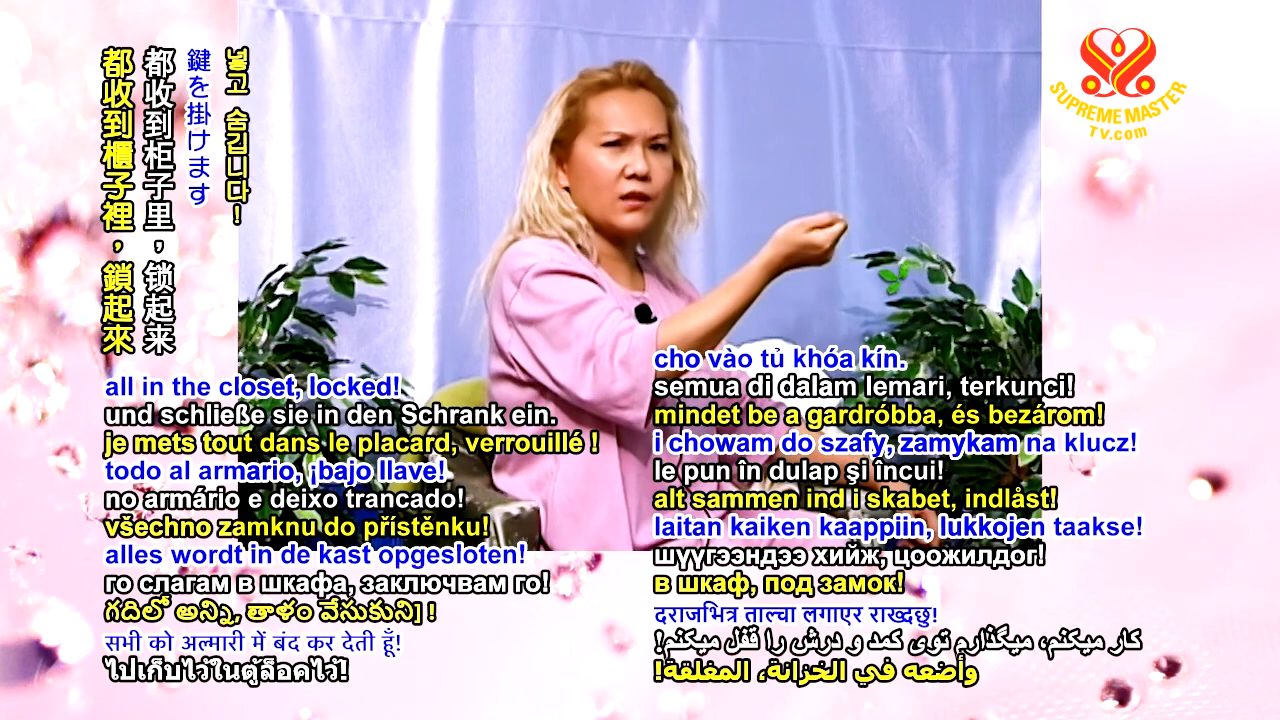 都收到櫃子裡，鎖起來
都收到柜子里，锁起来
鍵を掛けます
넣고 숨깁니다!
SUPREME MASTER
TV.com
all in the closet, locked!
und schließe sie in den Schrank ein.
je mets tout dans le placard, verrouillé !
todo al armario, ¡bajo llave!
no armário e deixo trancado!
všechno zamknu do přístěnku!
alles wordt in de kast opgesloten!
го слагам в шкафа, заключвам го!
గదిలో అన్ని, తాళం వేసుకుని] !
सभी को अल्मारी में बंद कर देती हूँ!
ไปเก็บไว้ในตู้ล็อคไว้!
cho vào tủ khóa kín.
semua di dalam lemari, terkunci!
mindet be a gardróbba, és bezárom!
i chowam do szafy, zamykam na klucz!
le pun în dulap şi încui!
alt sammen ind i skabet, indlåst!
laitan kaiken kaappiin, lukkojen taakse!
шүүгээндээ хийж, цоожилдог!
в шкаф, под замок!
दराजभित्र ताल्चा लगाएर राख्दछु!
کار میکنم، میگذارم توی کمد و درش را قفل میکنم!
وأضعه في الخزانة، المغلقة!